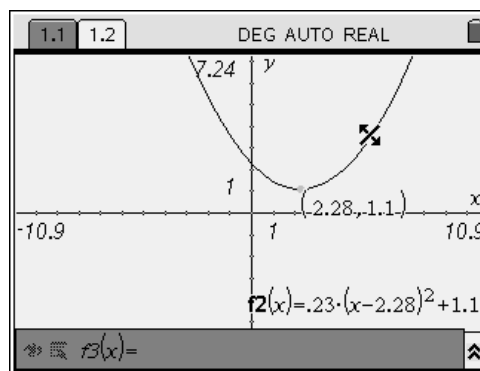 1.1 1.2 DEG AUTO REAL
7.24 y
1
(2.28,1.1)
x
-10.9 1 10.9
f2(x)=.23·(x-2.28)²+1.1
f3(x)=